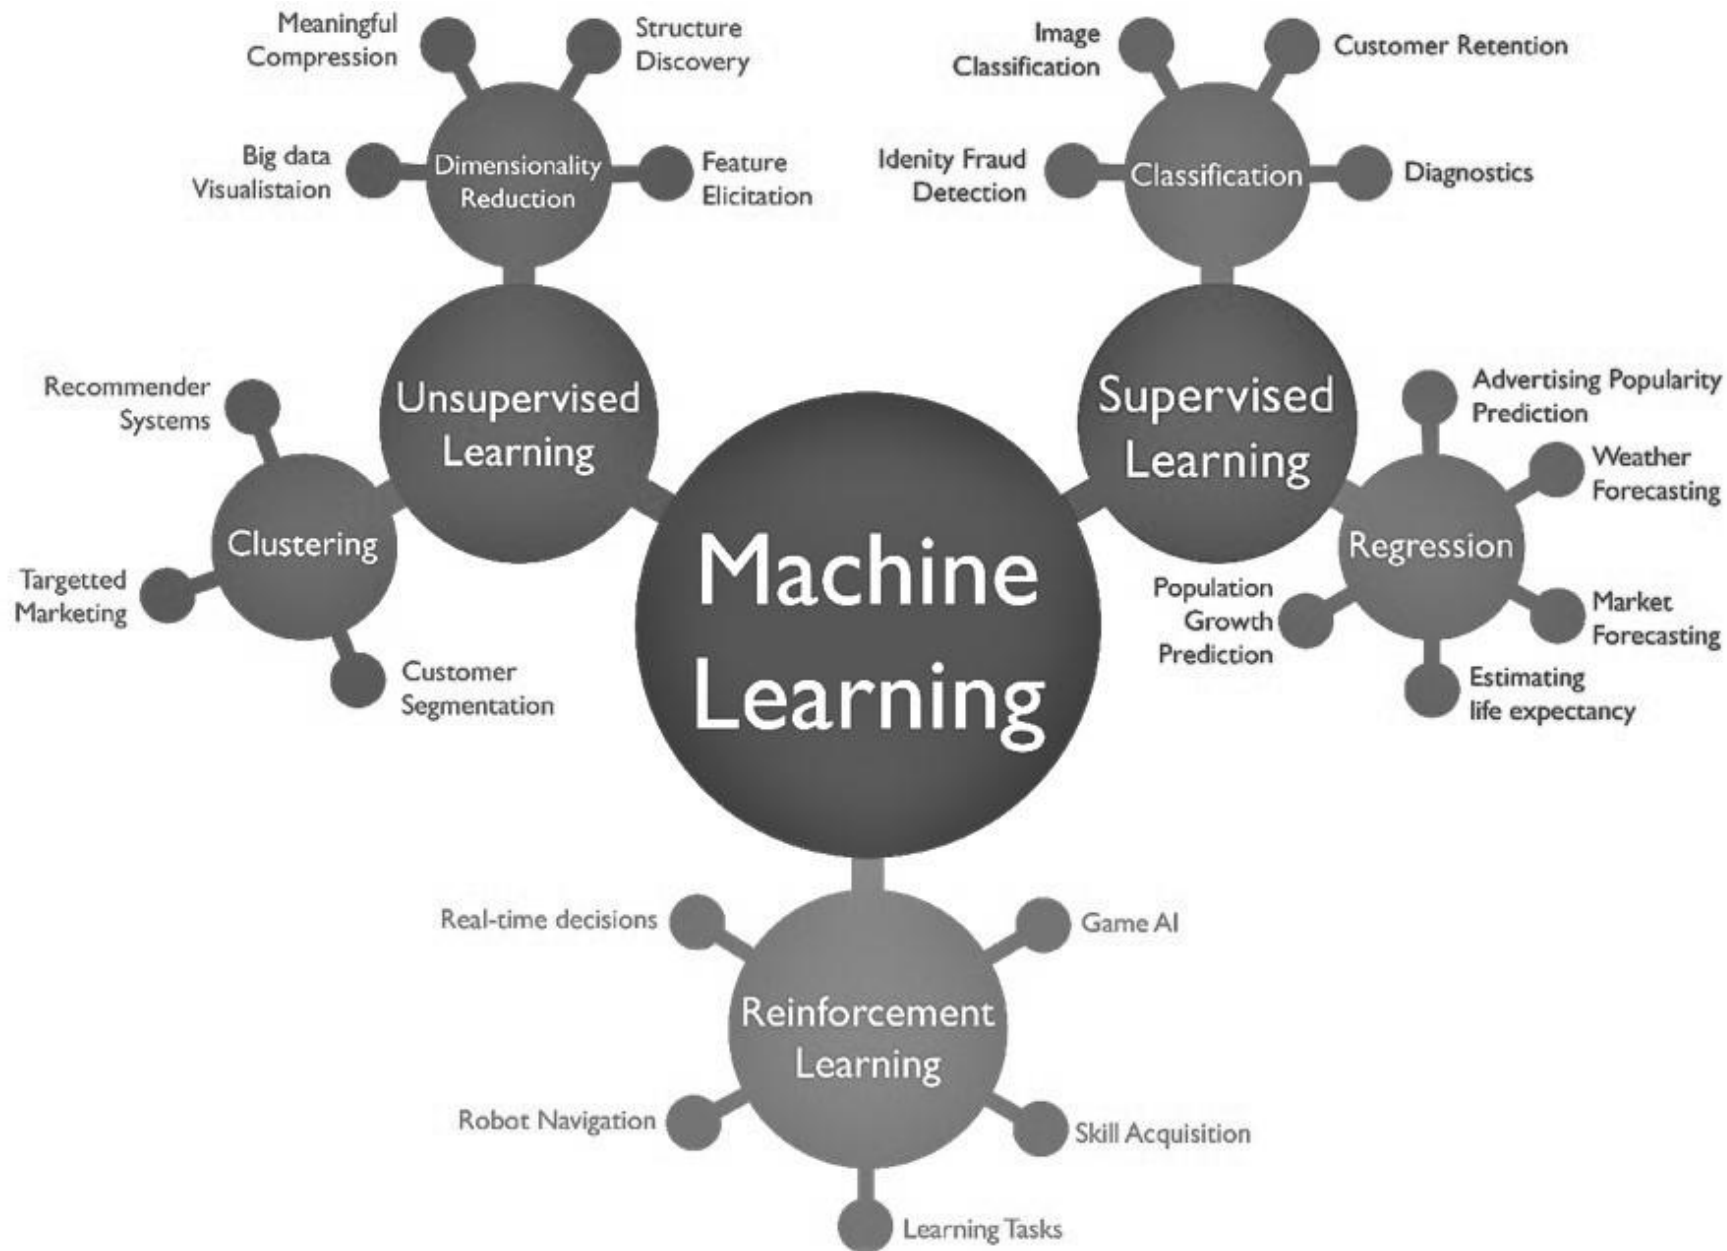 Meaningful
Compression
Structure
Discovery
Big data
Visualistaion
Dimensionality
Reduction
Feature
Elicitation
Image
Classification
Customer Retention
Idenity Fraud
Detection
Classification
Diagnostics
Unsupervised
Learning
Recommender
Systems
Clustering
Targetted
Marketing
Customer
Segmentation
Machine
Learning
Supervised
Learning
Advertising Popularity
Prediction
Weather
Forecasting
Regression
Population
Growth
Prediction
Market
Forecasting
Estimating
life expectancy
Real-time decisions
Game AI
Reinforcement
Learning
Robot Navigation
Skill Acquisition
Learning Tasks